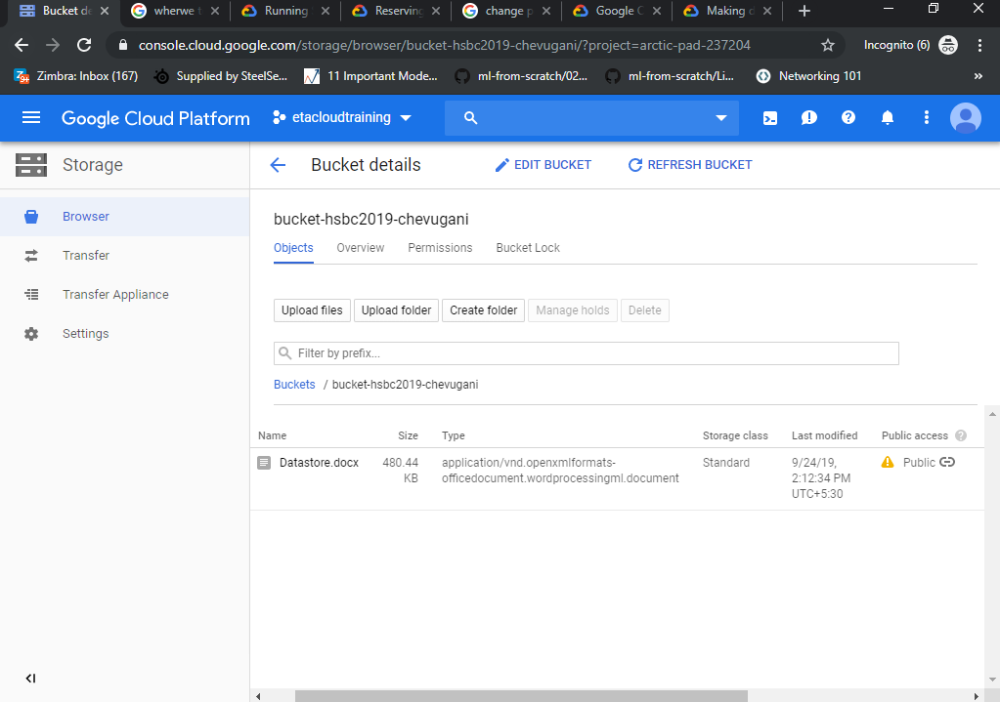 Bucket de
wherwe t
Running
Reserving
change p
Google C
Making d
console.cloud.google.com/storage/browser/bucket-hsbc2019-chevugani/?project=arctic-pad-237204
Incognito (6)
Zimbra: Inbox (167)
Supplied by SteelSe...
11 Important Mode...
ml-from-scratch/02...
ml-from-scratch/Li...
Networking 101
»
Google Cloud Platform
etacloudtraining
Storage
Bucket details
EDIT BUCKET
REFRESH BUCKET
Browser
Transfer
Transfer Appliance
Settings
bucket-hsbc2019-chevugani
Objects Overview Permissions Bucket Lock
Upload files Upload folder Create folder Manage holds Delete
Filter by prefix...
Buckets / bucket-hsbc2019-chevugani
Name Size Type Storage class Last modified Public access
Datastore.docx 480.44 application/vnd.openxmlformats- Standard 9/24/19, Public
KB officedocument.wordprocessingml.document 2:12:34 PM
UTC+5:30